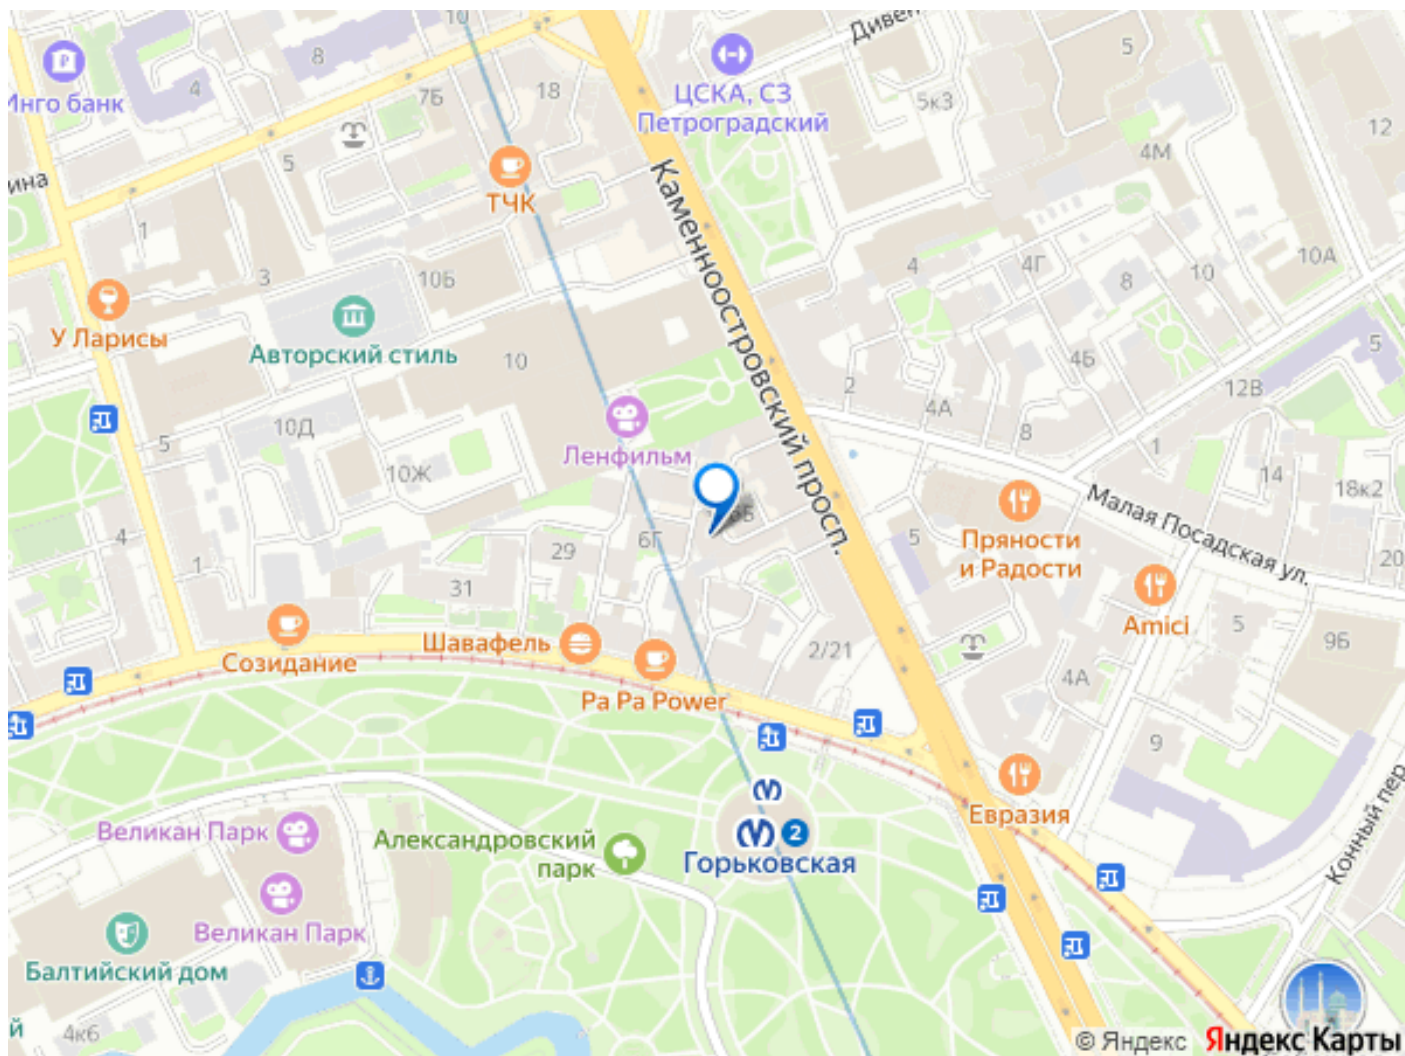 10
8
5
Дивен
Инго банк
4
7Б
18
ЦСКА, СЗ
Петроградский
5к3
12
5
4М
ина
ТЧК
1
3
10Б
4
4Г
8
10
10А
У Ларисы
Авторский стиль
Каменноостровский просп.
10
2
4А
4Б
12В
5
5
10Д
Ленфильм
8
1
14
18к2
10Ж
6Б
Малая Посадская ул.
4
1
29
6Г
5
Пряности
и Радости
20
31
Amici
5
9Б
Созидание
Шавафель
Pa Pa Power
2/21
4А
9
Евразия
Великан Парк
Александровский
парк
2
Горьковская
Конный пер
Великан Парк
Балтийский дом
й
4к6
© Яндекс
Яндекс Карты